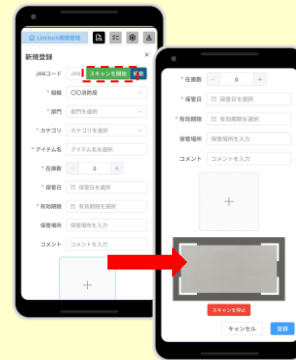 Limstock備蓄管理
新規登録
×
JANコード JAN スキャンを開始 検索
* 組織 〇〇消防局
* 部門 部門を選択
* カテゴリ カテゴリを選択
* アイテム名 アイテム名を選択
* 在庫数 − 0 +
* 保管日 保管日を選択
* 有効期限 有効期限を選択
保管場所 保管場所を入力
コメント コメントを入力
+
* 在庫数 − 0 +
* 保管日 保管日を選択
* 有効期限 有効期限を選択
保管場所 保管場所を入力
コメント コメントを入力
+
スキャンを停止
キャンセル 登録